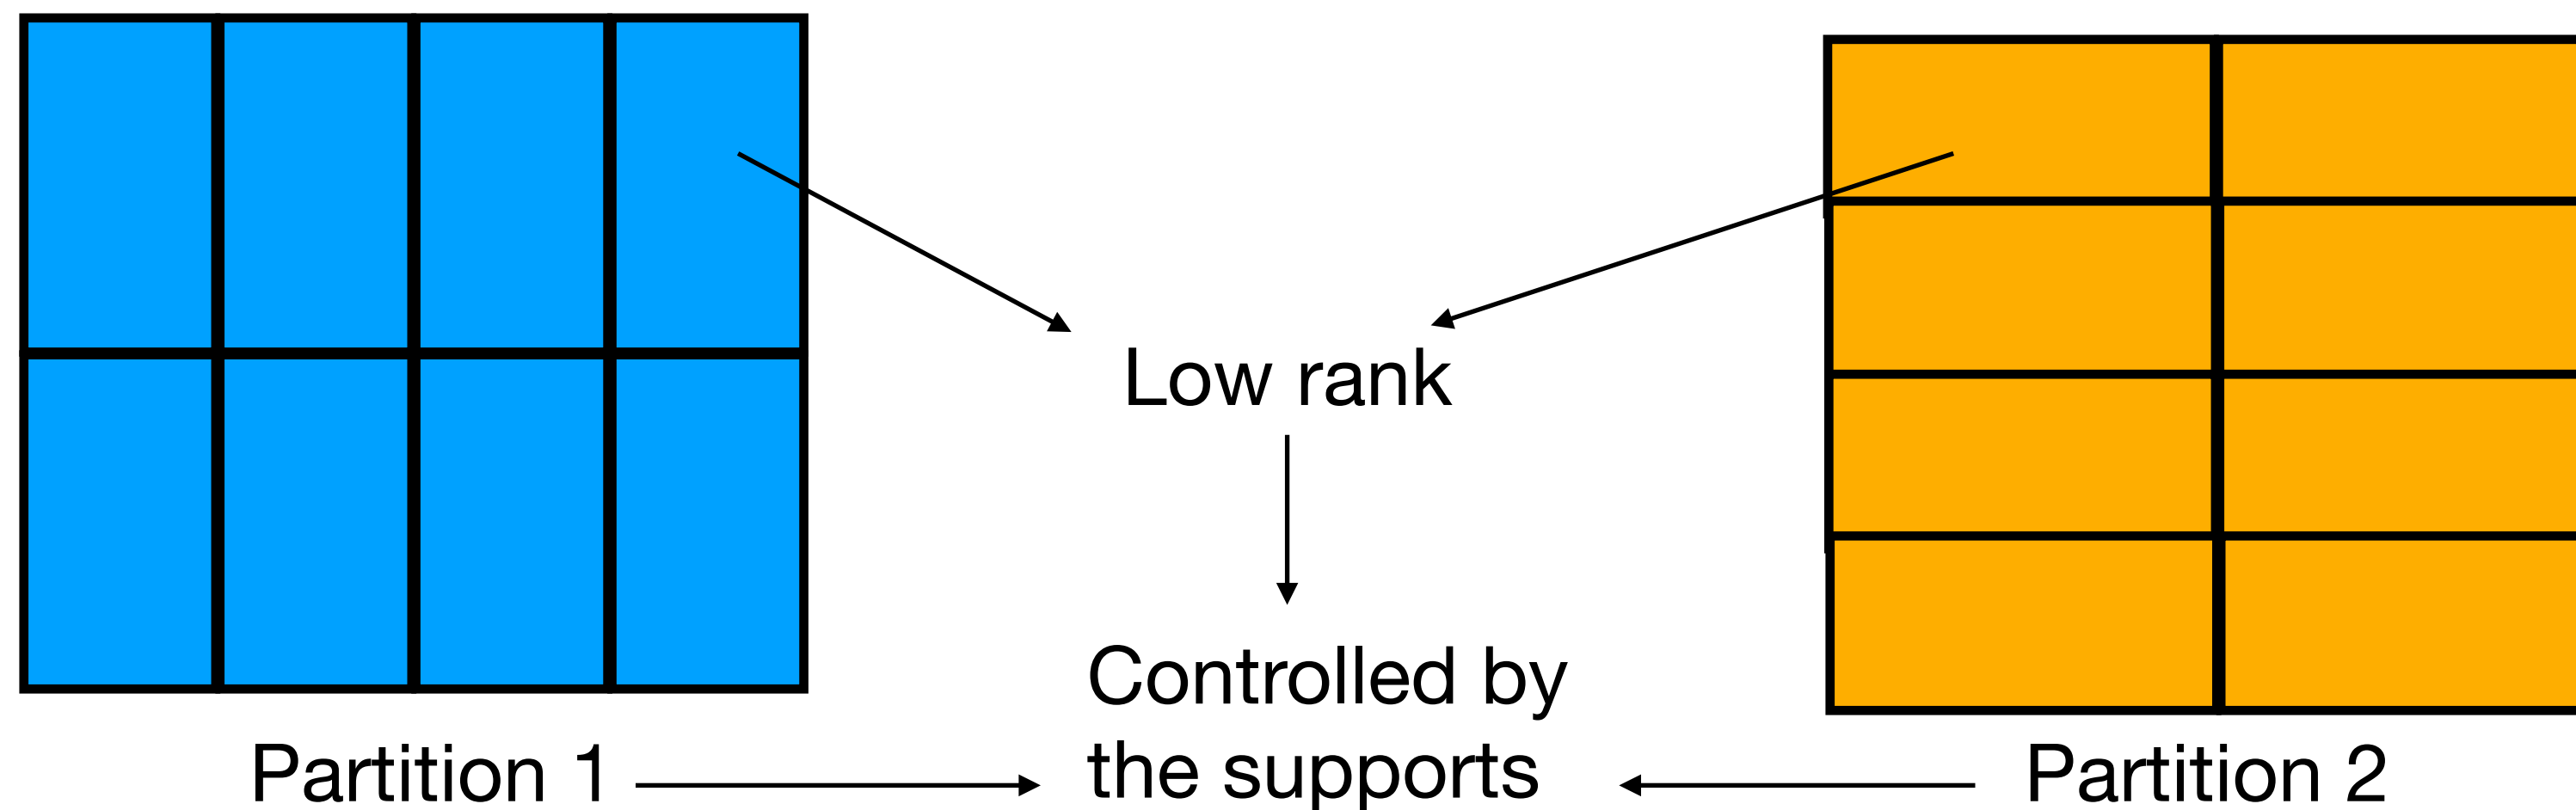 Low rank
Controlled by
the supports
Partition 1
Partition 2